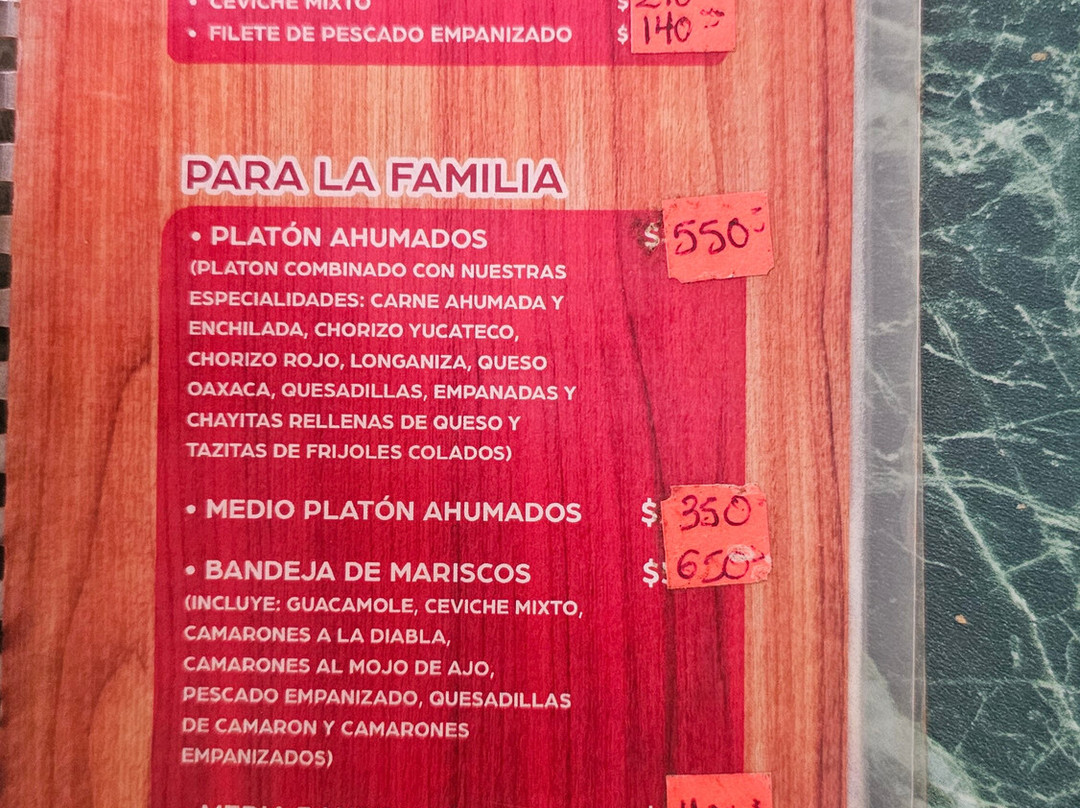 • CEVICHE MIXTO $
• FILETE DE PESCADO EMPANIZADO $ 140
PARA LA FAMILIA
• PLATÓN AHUMADOS $ 550
(PLATON COMBINADO CON NUESTRAS
ESPECIALIDADES: CARNE AHUMADA Y
ENCHILADA, CHORIZO YUCATECO,
CHORIZO ROJO, LONGANIZA, QUESO
OAXACA, QUESADILLAS, EMPANADAS Y
CHAYITAS RELLENAS DE QUESO Y
TAZITAS DE FRIJOLES COLADOS)
• MEDIO PLATÓN AHUMADOS $ 350
• BANDEJA DE MARISCOS $ 650
(INCLUYE: GUACAMOLE, CEVICHE MIXTO,
CAMARONES A LA DIABLA,
CAMARONES AL MOJO DE AJO,
PESCADO EMPANIZADO, QUESADILLAS
DE CAMARON Y CAMARONES
EMPANIZADOS)